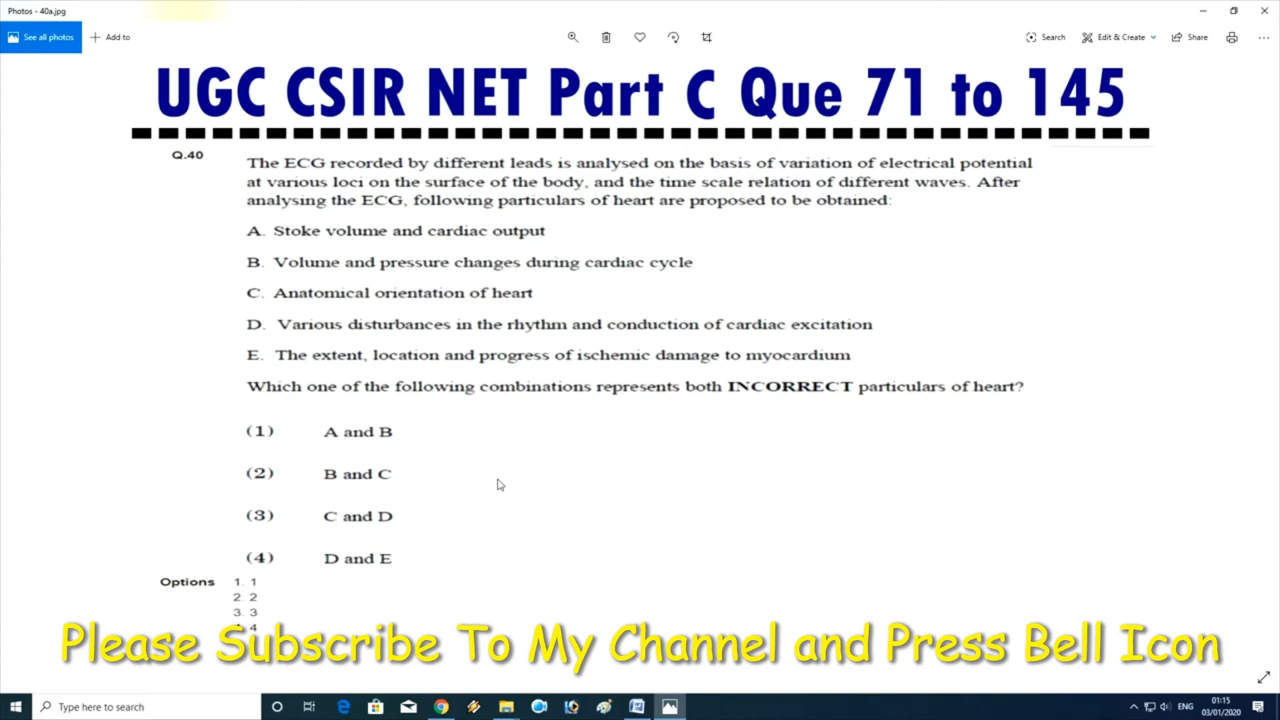 Photos - 40a.jpg
See all photos
Add to
Search
Edit & Create
Share
UGC CSIR NET Part C Que 71 to 145
Q.40
The ECG recorded by different leads is analysed on the basis of variation of electrical potential
at various loci on the surface of the body, and the time scale relation of different waves. After
analysing the ECG, following particulars of heart are proposed to be obtained:
A. Stoke volume and cardiac output
B. Volume and pressure changes during cardiac cycle
C. Anatomical orientation of heart
D. Various disturbances in the rhythm and conduction of cardiac excitation
E. The extent, location and progress of ischemic damage to myocardium
Which one of the following combinations represents both INCORRECT particulars of heart?
(1) A and B
(2) B and C
(3) C and D
(4) D and E
Options 1. 1
2. 2
3. 3
4
Please Subscribe To My Channel and Press Bell Icon
Type here to search
ENG
01:15
03/01/2020